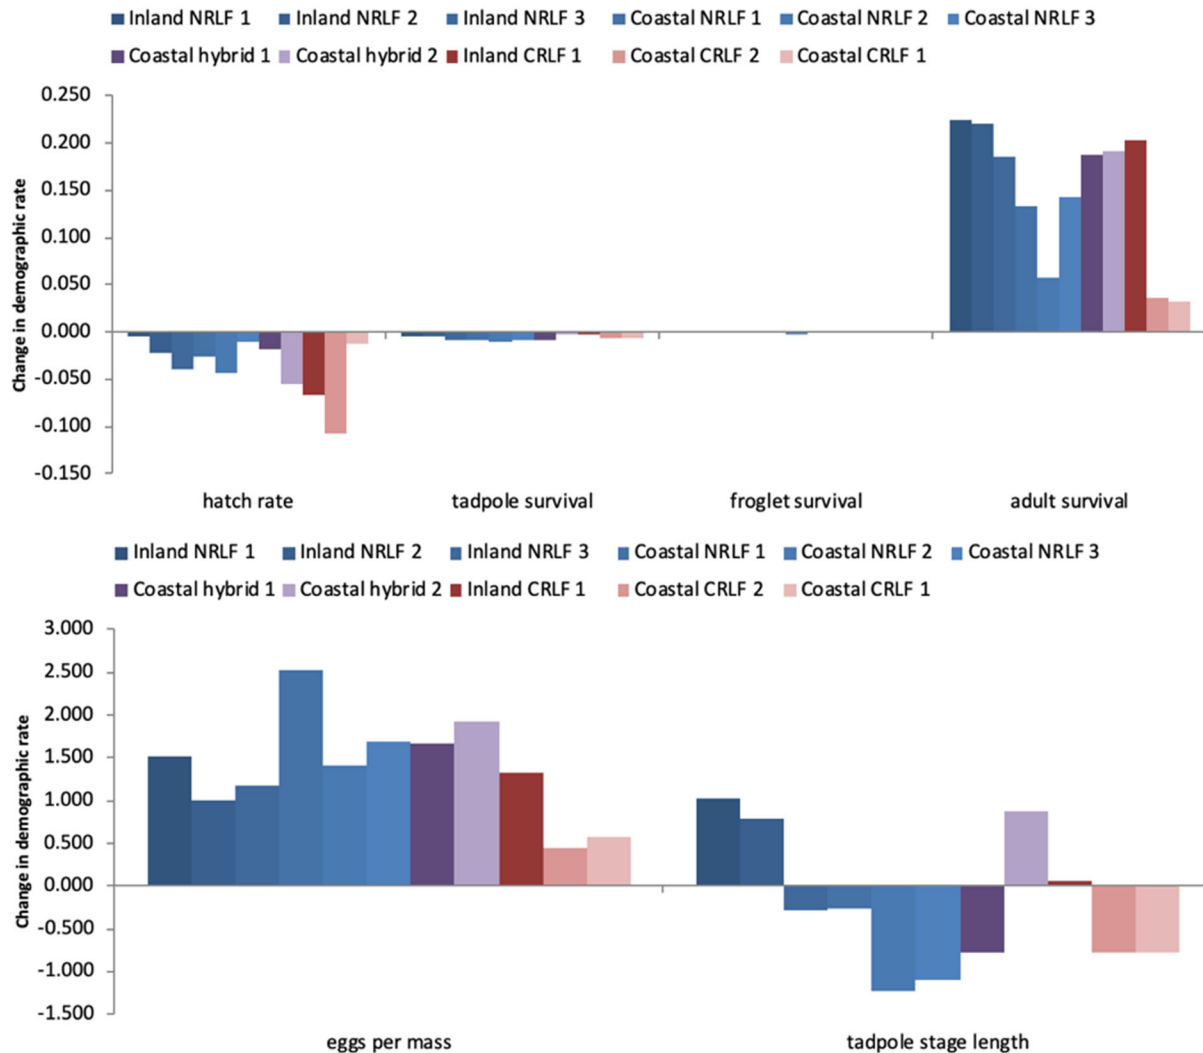 Inland NRLF 1 Inland NRLF 2 Inland NRLF 3 Coastal NRLF 1 Coastal NRLF 2 Coastal NRLF 3
Coastal hybrid 1 Coastal hybrid 2 Inland CRLF 1 Coastal CRLF 2 Coastal CRLF 1
Change in demographic rate
0.250
0.200
0.150
0.100
0.050
0.000
-0.050
-0.100
-0.150
hatch rate tadpole survival froglet survival adult survival
Inland NRLF 1 Inland NRLF 2 Inland NRLF 3 Coastal NRLF 1 Coastal NRLF 2 Coastal NRLF 3
Coastal hybrid 1 Coastal hybrid 2 Inland CRLF 1 Coastal CRLF 2 Coastal CRLF 1
Change in demographic rate
3.000
2.500
2.000
1.500
1.000
0.500
0.000
-0.500
-1.000
-1.500
eggs per mass tadpole stage length